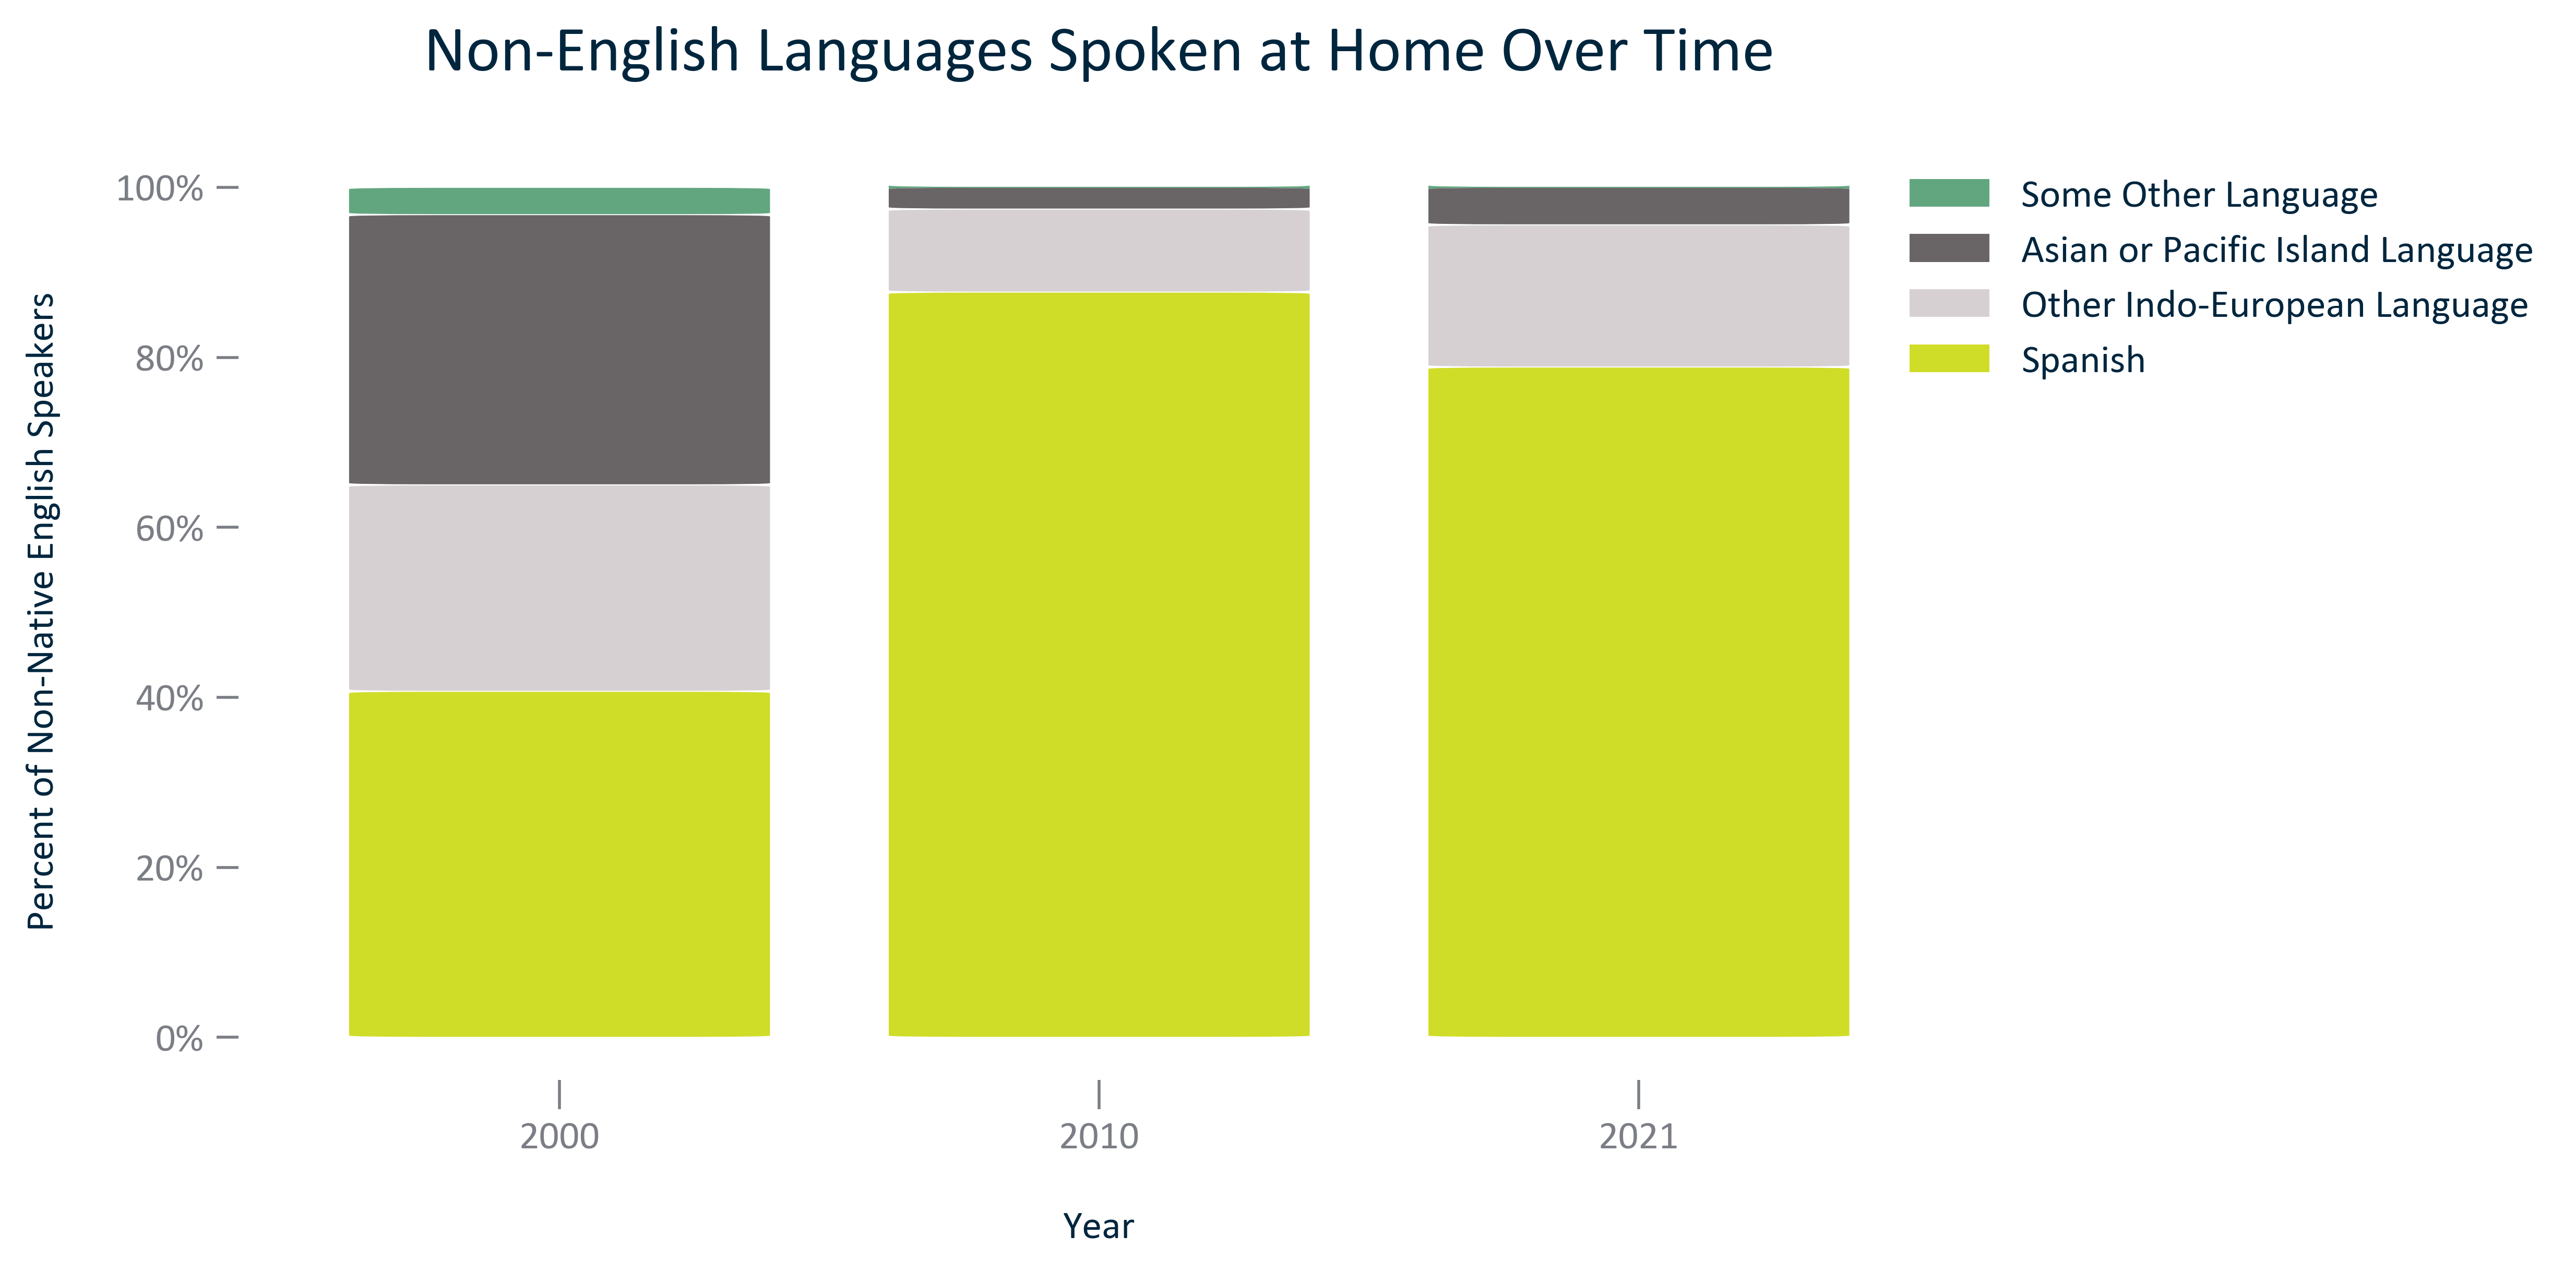 Non-English Languages Spoken at Home Over Time
Percent of Non-Native English Speakers
100%
80%
60%
40%
20%
0%
2000
2010
2021
Year
Some Other Language
Asian or Pacific Island Language
Other Indo-European Language
Spanish